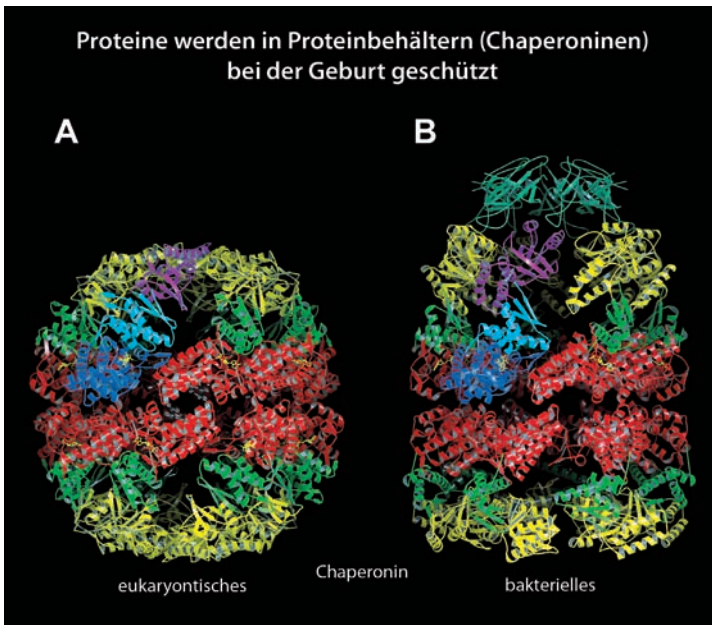 Proteine werden in Proteinbehältern (Chaperoninen)
bei der Geburt geschützt
A
B
eukaryontisches
Chaperonin
bakterielles